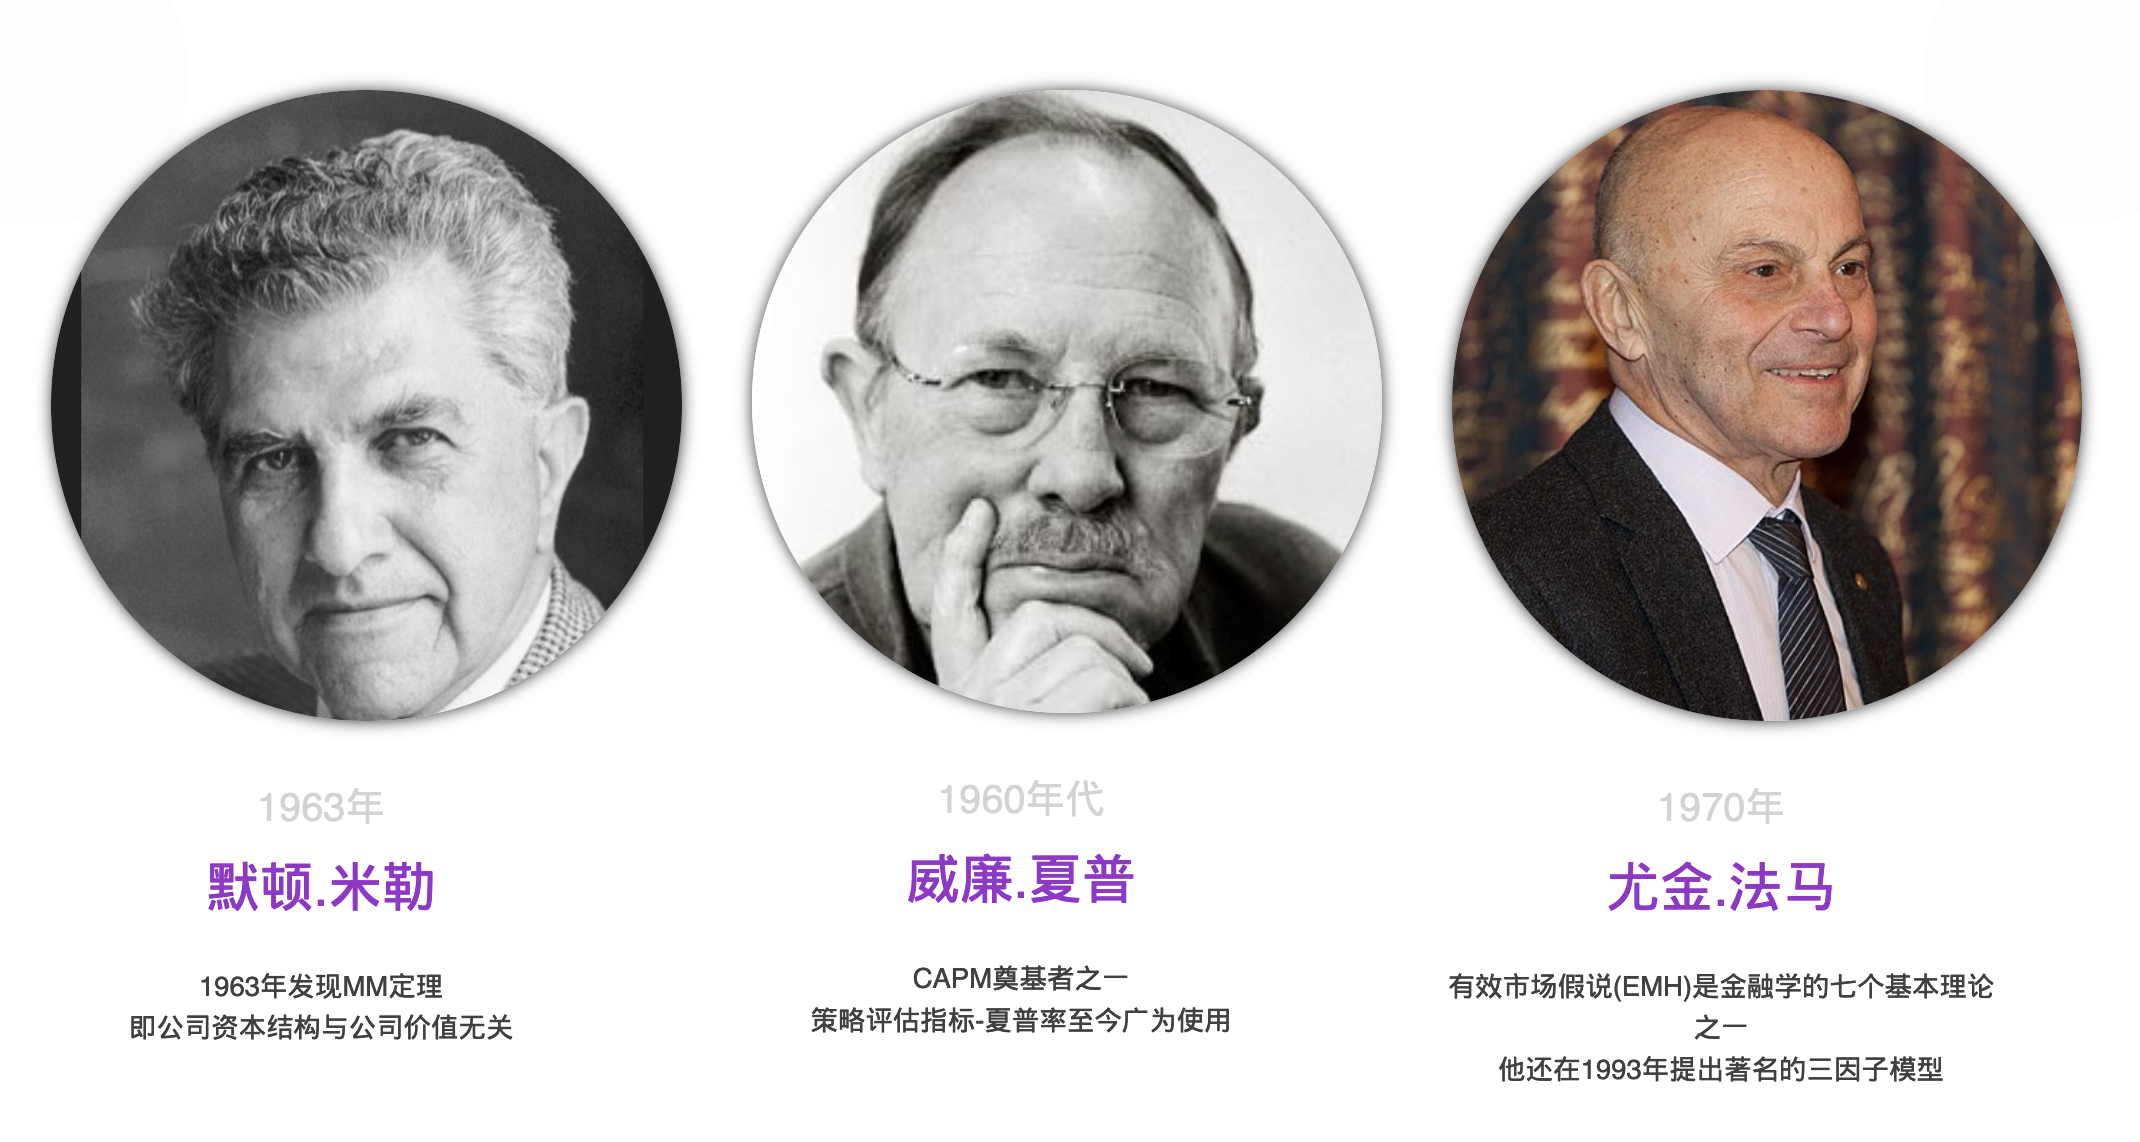 1963年
默顿.米勒
1963年发现MM定理
即公司资本结构与公司价值无关
1960年代
威廉.夏普
CAPM奠基者之一
策略评估指标-夏普率至今广为使用
1970年
尤金.法马
有效市场假说(EMH)是金融学的七个基本理论
之一
他还在1993年提出著名的三因子模型